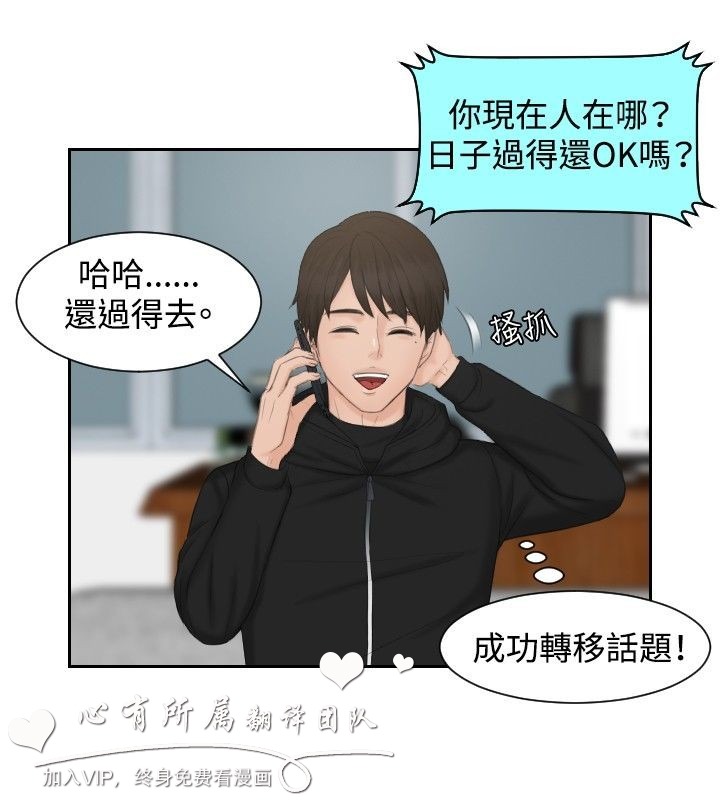 你現在人在哪？
日子過得還OK嗎？
哈哈......
還過得去。
搔抓
成功轉移話題！
心有所属翻译团队
加入VIP，终身免费看漫画